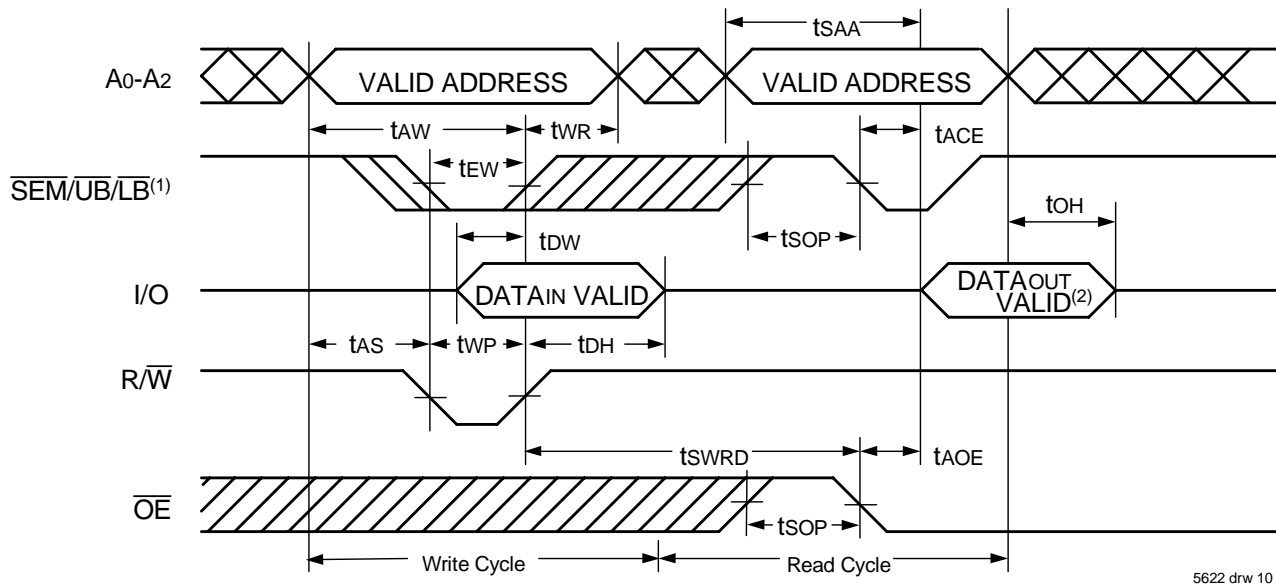 tSAA
A0-A2
VALID ADDRESS
VALID ADDRESS
tAW
tWR
tACE
tEW
SEM/UB/LB(1)
tOH
tDW
tSOP
I/O
DATAIN VALID
DATAOUT
VALID(2)
tAS
tWP
tDH
R/W
tSWRD
tAOE
OE
tSOP
Write Cycle
Read Cycle
5622 drw 10